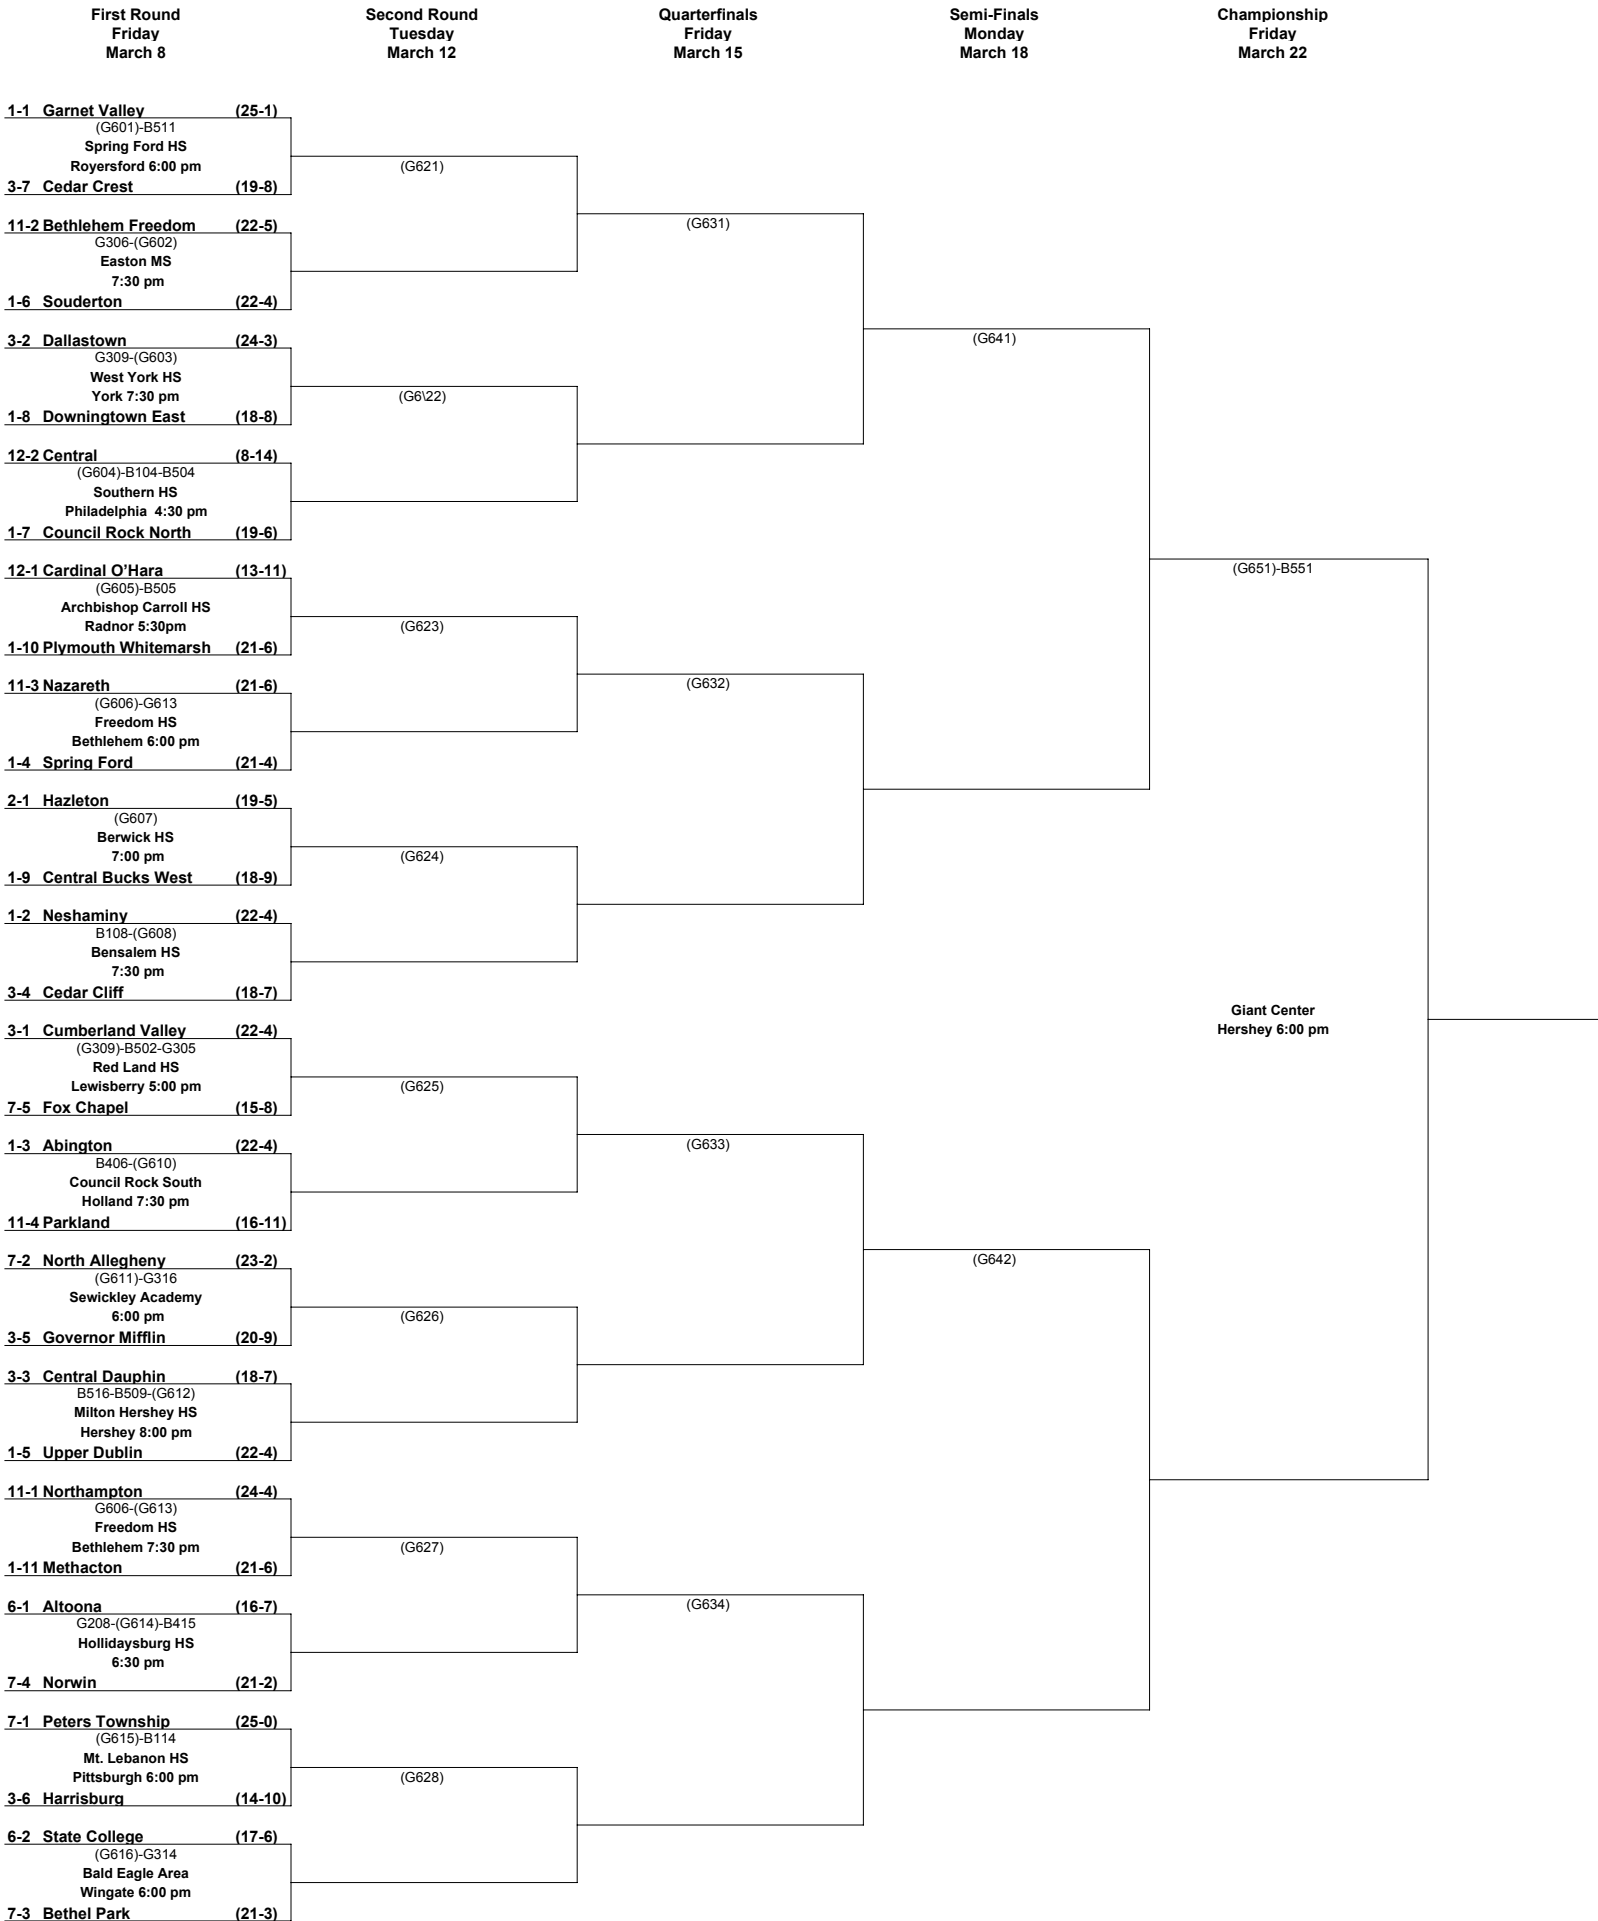 First Round
Friday
March 8
Second Round
Tuesday
March 12
Quarterfinals
Friday
March 15
Semi-Finals
Monday
March 18
Championship
Friday
March 22
1-1 Garnet Valley (25-1)
(G601)-B511
Spring Ford HS
Royersford 6:00 pm
3-7 Cedar Crest (19-8)
11-2 Bethlehem Freedom (22-5)
G306-(G602)
Easton MS
7:30 pm
1-6 Souderton (22-4)
3-2 Dallastown (24-3)
G309-(G603)
West York HS
York 7:30 pm
1-8 Downingtown East (18-8)
12-2 Central (8-14)
(G604)-B104-B504
Southern HS
Philadelphia 4:30 pm
1-7 Council Rock North (19-6)
12-1 Cardinal O'Hara (13-11)
(G605)-B505
Archbishop Carroll HS
Radnor 5:30pm
1-10 Plymouth Whitemarsh (21-6)
11-3 Nazareth (21-6)
(G606)-G613
Freedom HS
Bethlehem 6:00 pm
1-4 Spring Ford (21-4)
2-1 Hazleton (19-5)
(G607)
Berwick HS
7:00 pm
1-9 Central Bucks West (18-9)
1-2 Neshaminy (22-4)
B108-(G608)
Bensalem HS
7:30 pm
3-4 Cedar Cliff (18-7)
3-1 Cumberland Valley (22-4)
(G309)-B502-G305
Red Land HS
Lewisberry 5:00 pm
7-5 Fox Chapel (15-8)
1-3 Abington (22-4)
B406-(G610)
Council Rock South
Holland 7:30 pm
11-4 Parkland (16-11)
7-2 North Allegheny (23-2)
(G611)-G316
Sewickley Academy
6:00 pm
3-5 Governor Mifflin (20-9)
3-3 Central Dauphin (18-7)
B516-B509-(G612)
Milton Hershey HS
Hershey 8:00 pm
1-5 Upper Dublin (22-4)
11-1 Northampton (24-4)
G606-(G613)
Freedom HS
Bethlehem 7:30 pm
1-11 Methacton (21-6)
6-1 Altoona (16-7)
G208-(G614)-B415
Hollidaysburg HS
6:30 pm
7-4 Norwin (21-2)
7-1 Peters Township (25-0)
(G615)-B114
Mt. Lebanon HS
Pittsburgh 6:00 pm
3-6 Harrisburg (14-10)
6-2 State College (17-6)
(G616)-G314
Bald Eagle Area
Wingate 6:00 pm
7-3 Bethel Park (21-3)
(G621)
(G6\22)
(G623)
(G624)
(G625)
(G626)
(G627)
(G628)
(G631)
(G632)
(G633)
(G634)
(G641)
(G642)
(G651)-B551
Giant Center
Hershey 6:00 pm